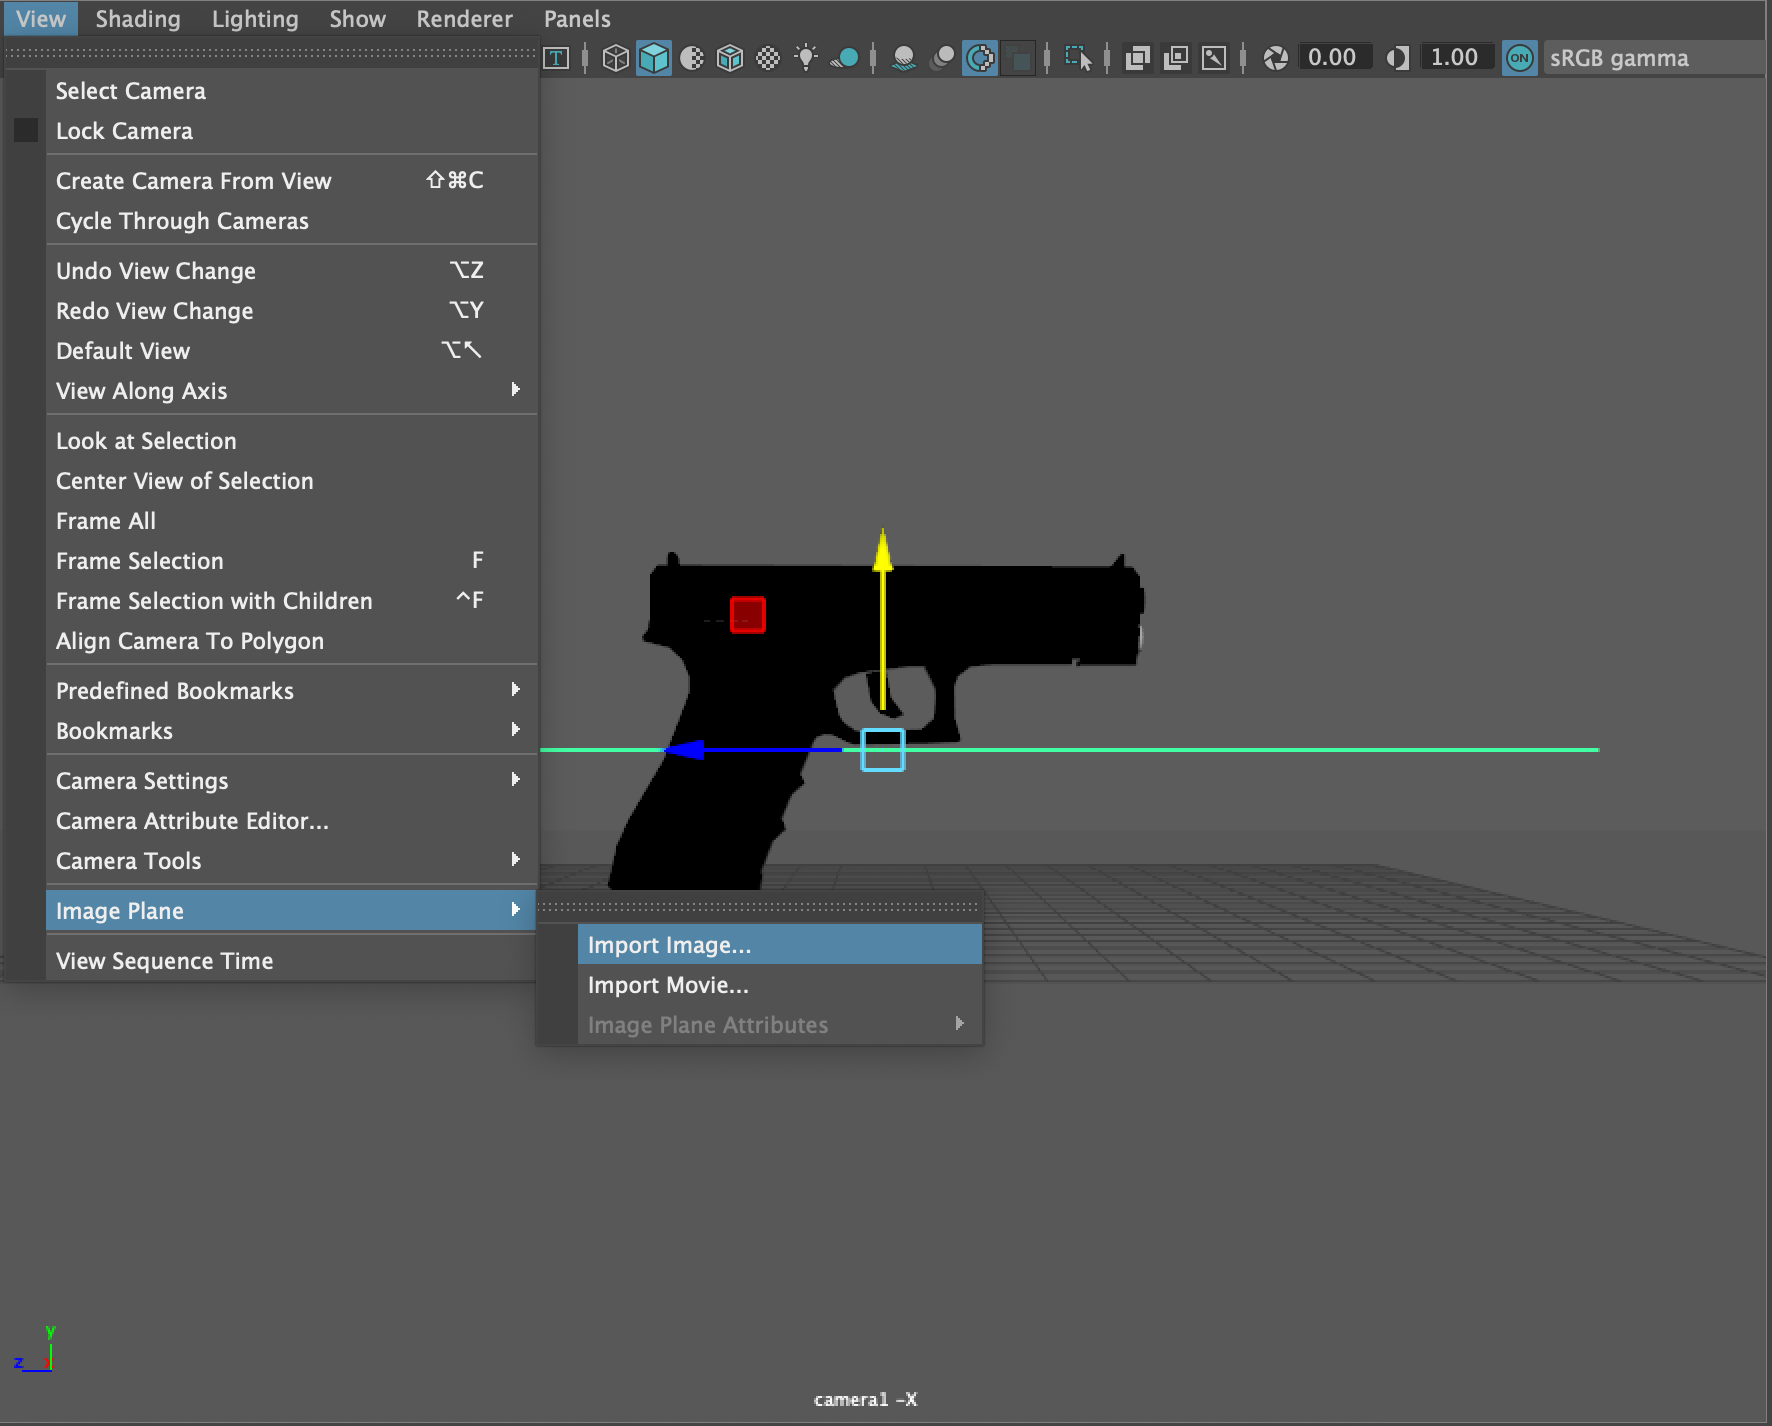 View Shading Lighting Show Renderer Panels
T 0.00 1.00 ON sRGB gamma
Select Camera
Lock Camera
Create Camera From View ⇧⌘C
Cycle Through Cameras
Undo View Change ⌥Z
Redo View Change ⌥Y
Default View ⌥↖
View Along Axis
Look at Selection
Center View of Selection
Frame All
Frame Selection F
Frame Selection with Children ^F
Align Camera To Polygon
Predefined Bookmarks
Bookmarks
Camera Settings
Camera Attribute Editor...
Camera Tools
Image Plane
View Sequence Time
Import Image...
Import Movie...
Image Plane Attributes
y
z x
camera1 -X